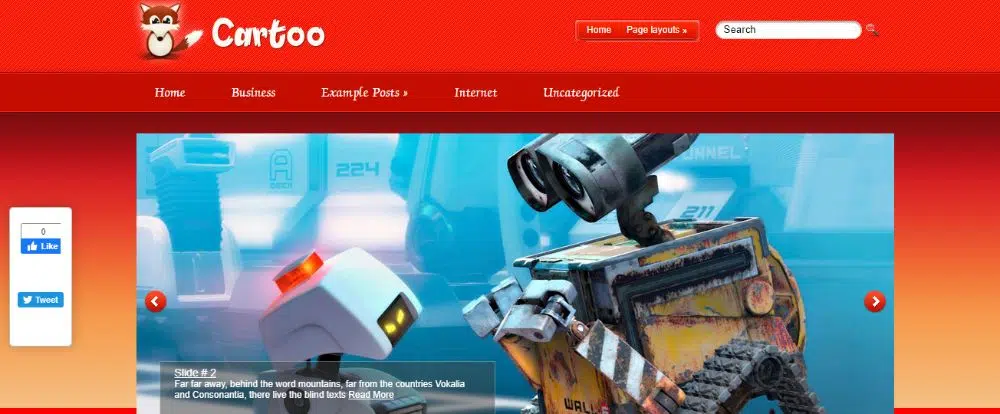 Cartoo
Home Page layouts »
Search
Home Business Example Posts » Internet Uncategorized
A
224
NNEL
211
0
Like
Tweet
Slide # 2
Far far away, behind the word mountains, far from the countries Vokalia
and Consonantia, there live the blind texts Read More
WALL